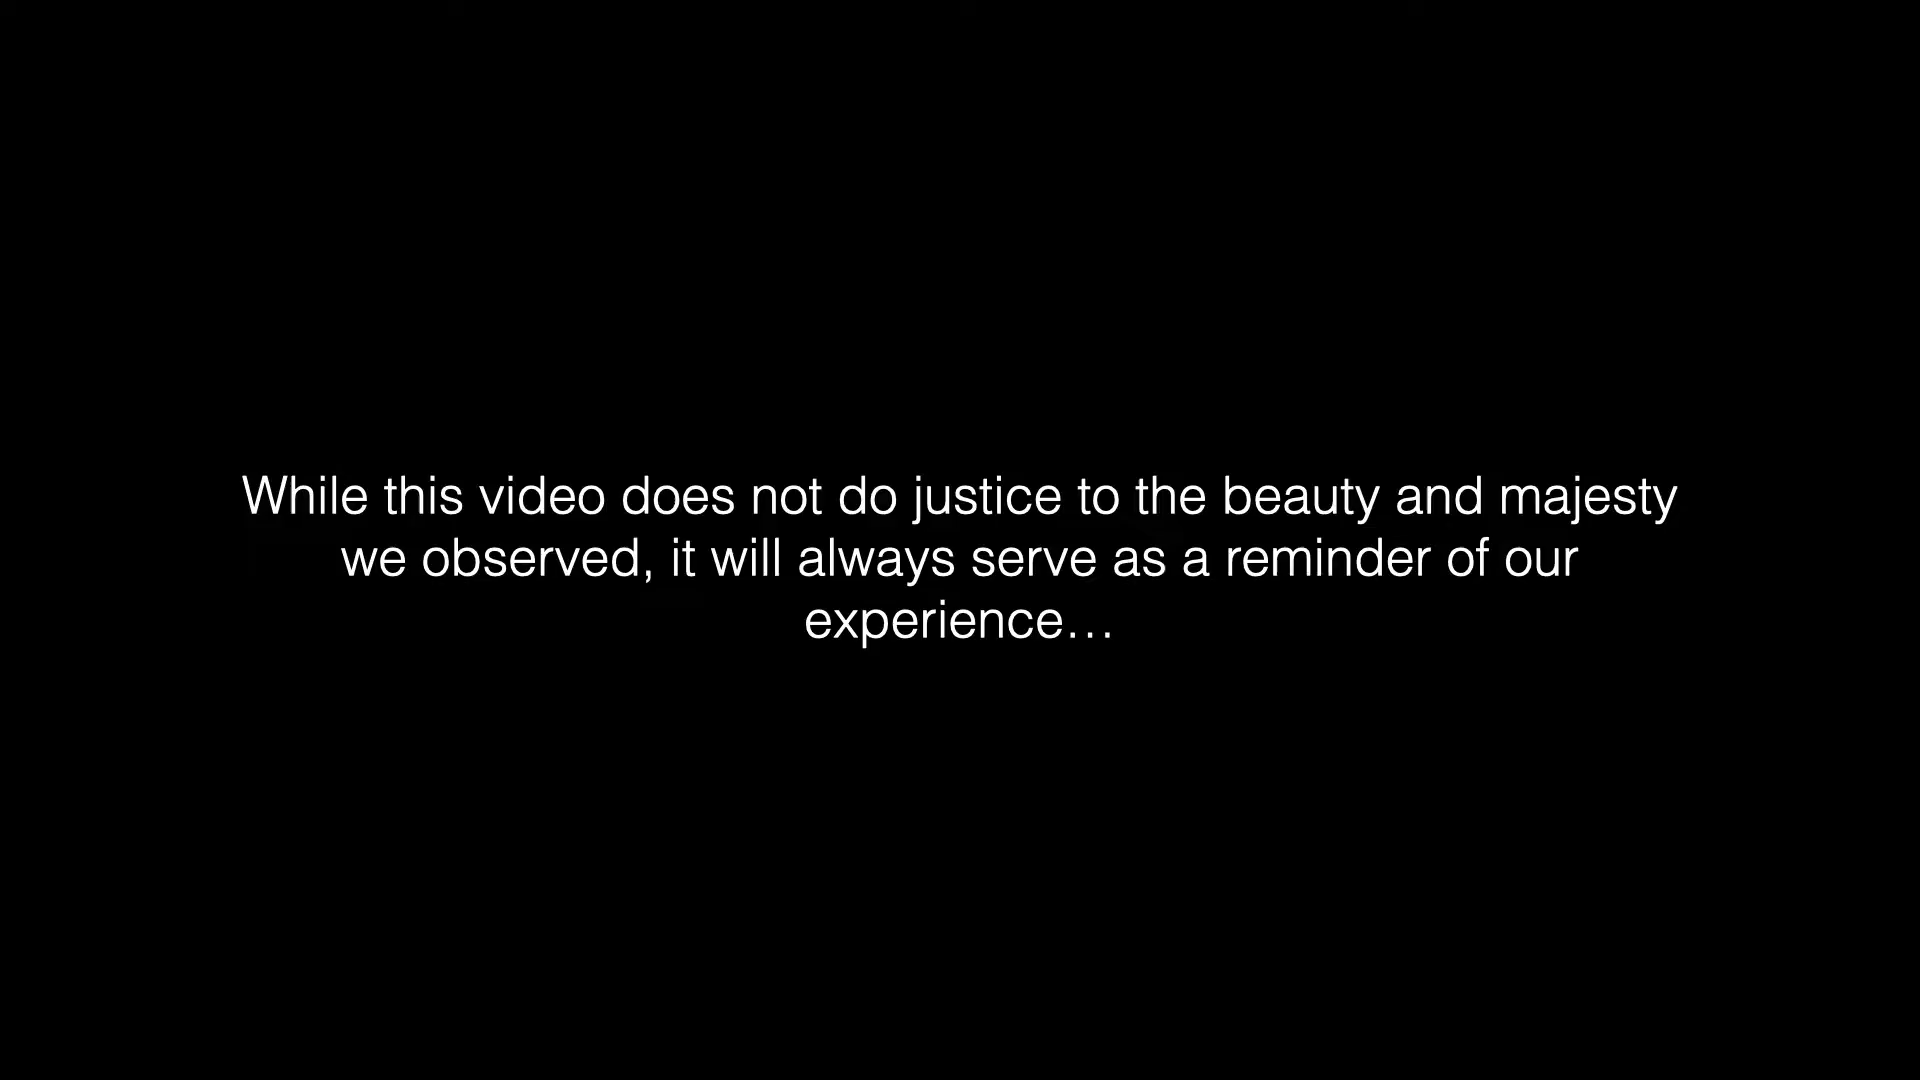 While this video does not do justice to the beauty and majesty
we observed, it will always serve as a reminder of our
experience…